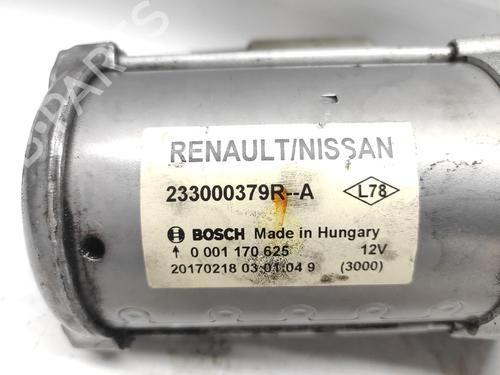 RENAULT/NISSAN
233000379R--A
L78
BOSCH Made in Hungary
↑ 0 001 170 625 12V
20170218 03 01:04 9 (3000)
B-PARTS